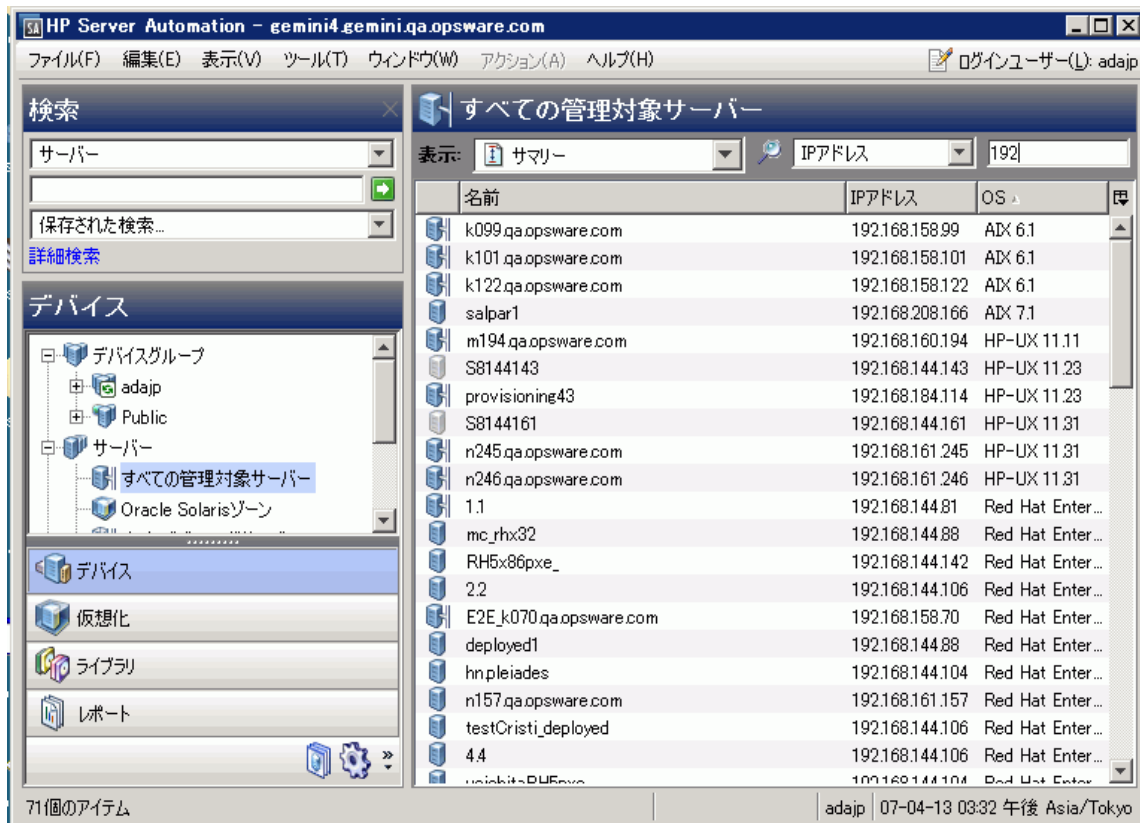 HP Server Automation - gemini4.gemini.qa.opsware.com
ファイル(F) 編集(E) 表示(V) ツール(T) ウィンドウ(W) アクション(A) ヘルプ(H) ログインユーザー(L): adajp
検索
サーバー
保存された検索...
詳細検索
デバイス
デバイスグループ
adajp
Public
サーバー
すべての管理対象サーバー
Oracle Solarisゾーン
デバイス
仮想化
ライブラリ
レポート
すべての管理対象サーバー
表示: サマリー IPアドレス 192
名前 IPアドレス OS
k099.qa.opsware.com 192.168.158.99 AIX 6.1
k101.qa.opsware.com 192.168.158.101 AIX 6.1
k122.qa.opsware.com 192.168.158.122 AIX 6.1
salpar1 192.168.208.166 AIX 7.1
m194.qa.opsware.com 192.168.160.194 HP-UX 11.11
S8144143 192.168.144.143 HP-UX 11.23
provisioning43 192.168.184.114 HP-UX 11.23
S8144161 192.168.144.161 HP-UX 11.31
n245.qa.opsware.com 192.168.161.245 HP-UX 11.31
n246.qa.opsware.com 192.168.161.246 HP-UX 11.31
1.1 192.168.144.81 Red Hat Enter...
mc_rhx32 192.168.144.88 Red Hat Enter...
RH5x86pxe_ 192.168.144.142 Red Hat Enter...
2.2 192.168.144.106 Red Hat Enter...
E2E_k070.qa.opsware.com 192.168.158.70 Red Hat Enter...
deployed1 192.168.144.88 Red Hat Enter...
hn.pleiades 192.168.144.104 Red Hat Enter...
n157.qa.opsware.com 192.168.161.157 Red Hat Enter...
testCristi_deployed 192.168.144.106 Red Hat Enter...
4.4 192.168.144.106 Red Hat Enter...
71個のアイテム adajp 07-04-13 03:32 午後 Asia/Tokyo